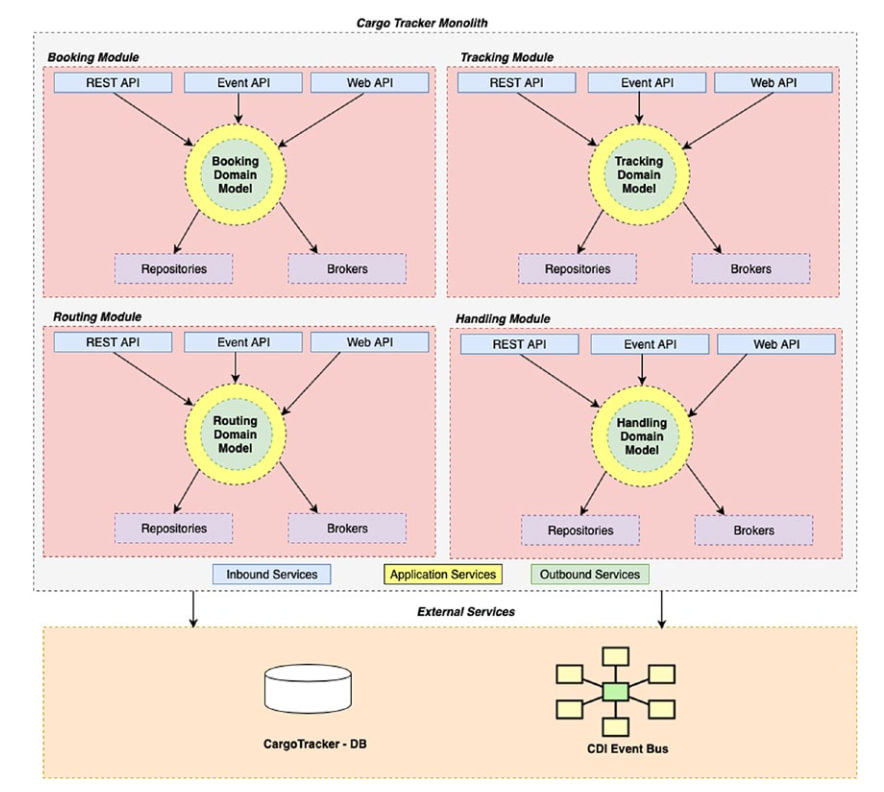 Cargo Tracker Monolith
Booking Module
REST API
Event API
Web API
Booking
Domain
Model
Repositories
Brokers
Tracking Module
REST API
Event API
Web API
Tracking
Domain
Model
Repositories
Brokers
Routing Module
REST API
Event API
Web API
Routing
Domain
Model
Repositories
Brokers
Handling Module
REST API
Event API
Web API
Handling
Domain
Model
Repositories
Brokers
Inbound Services
Application Services
Outbound Services
External Services
CargoTracker - DB
CDI Event Bus